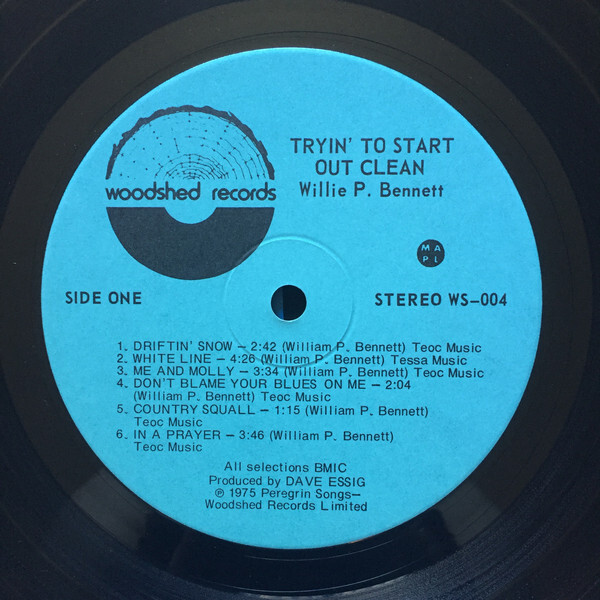 woodshed records
TRYIN' TO START
OUT CLEAN
Willie P. Bennett
MA
PL
SIDE ONE
STEREO WS–004
1. DRIFTIN' SNOW – 2:42 (William P. Bennett) Teoc Music
2. WHITE LINE – 4:26 (William P. Bennett) Tessa Music
3. ME AND MOLLY – 3:34 (William P. Bennett) Teoc Music
4. DON'T BLAME YOUR BLUES ON ME – 2:04
(William P. Bennett) Teoc Music
5. COUNTRY SQUALL – 1:15 (William P. Bennett)
Teoc Music
6. IN A PRAYER – 3:46 (William P. Bennett)
Teoc Music
All selections BMIC
Produced by DAVE ESSIG
℗ 1975 Peregrin Songs–
Woodshed Records Limited